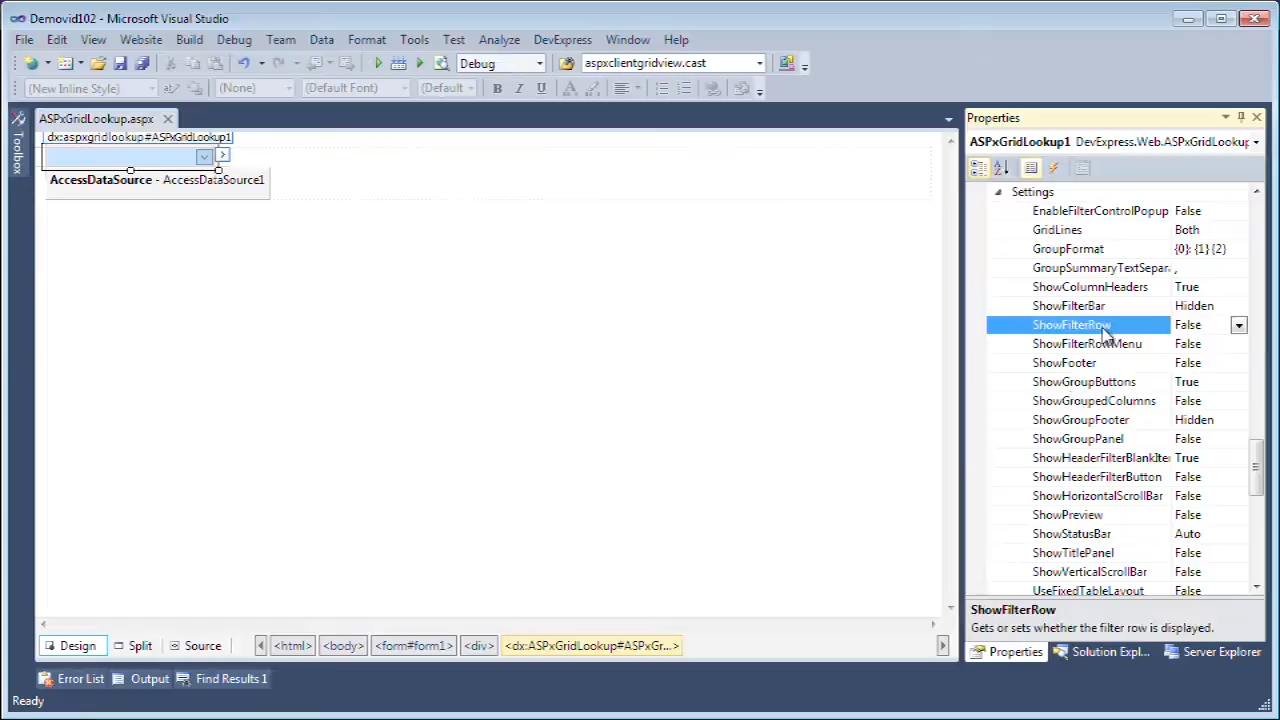 Demovid102 - Microsoft Visual Studio
File Edit View Website Build Debug Team Data Format Tools Test Analyze DevExpress Window Help
Debug aspxclientgridview.cast
(New Inline Style) (None) (Default Font) (Default B I U A
ASPxGridLookup.aspx
Toolbox
dx:aspxgridlookup#ASPxGridLookup1
AccessDataSource - AccessDataSource1
Design Split Source <html> <body> <form#form1> <div> <dx:ASPxGridLookup#ASPxGr...>
Properties
ASPxGridLookup1 DevExpress.Web.ASPxGridLookup
Settings
EnableFilterControlPopup False
GridLines Both
GroupFormat {0}: {1} {2}
GroupSummaryTextSepara ,
ShowColumnHeaders True
ShowFilterBar Hidden
ShowFilterRow False
ShowFilterRowMenu False
ShowFooter False
ShowGroupButtons True
ShowGroupedColumns False
ShowGroupFooter Hidden
ShowGroupPanel False
ShowHeaderFilterBlankIter True
ShowHeaderFilterButton False
ShowHorizontalScrollBar False
ShowPreview False
ShowStatusBar Auto
ShowTitlePanel False
ShowVerticalScrollBar False
UseFixedTableLayout False
ShowFilterRow
Gets or sets whether the filter row is displayed.
Properties Solution Expl... Server Explorer
Error List Output Find Results 1
Ready